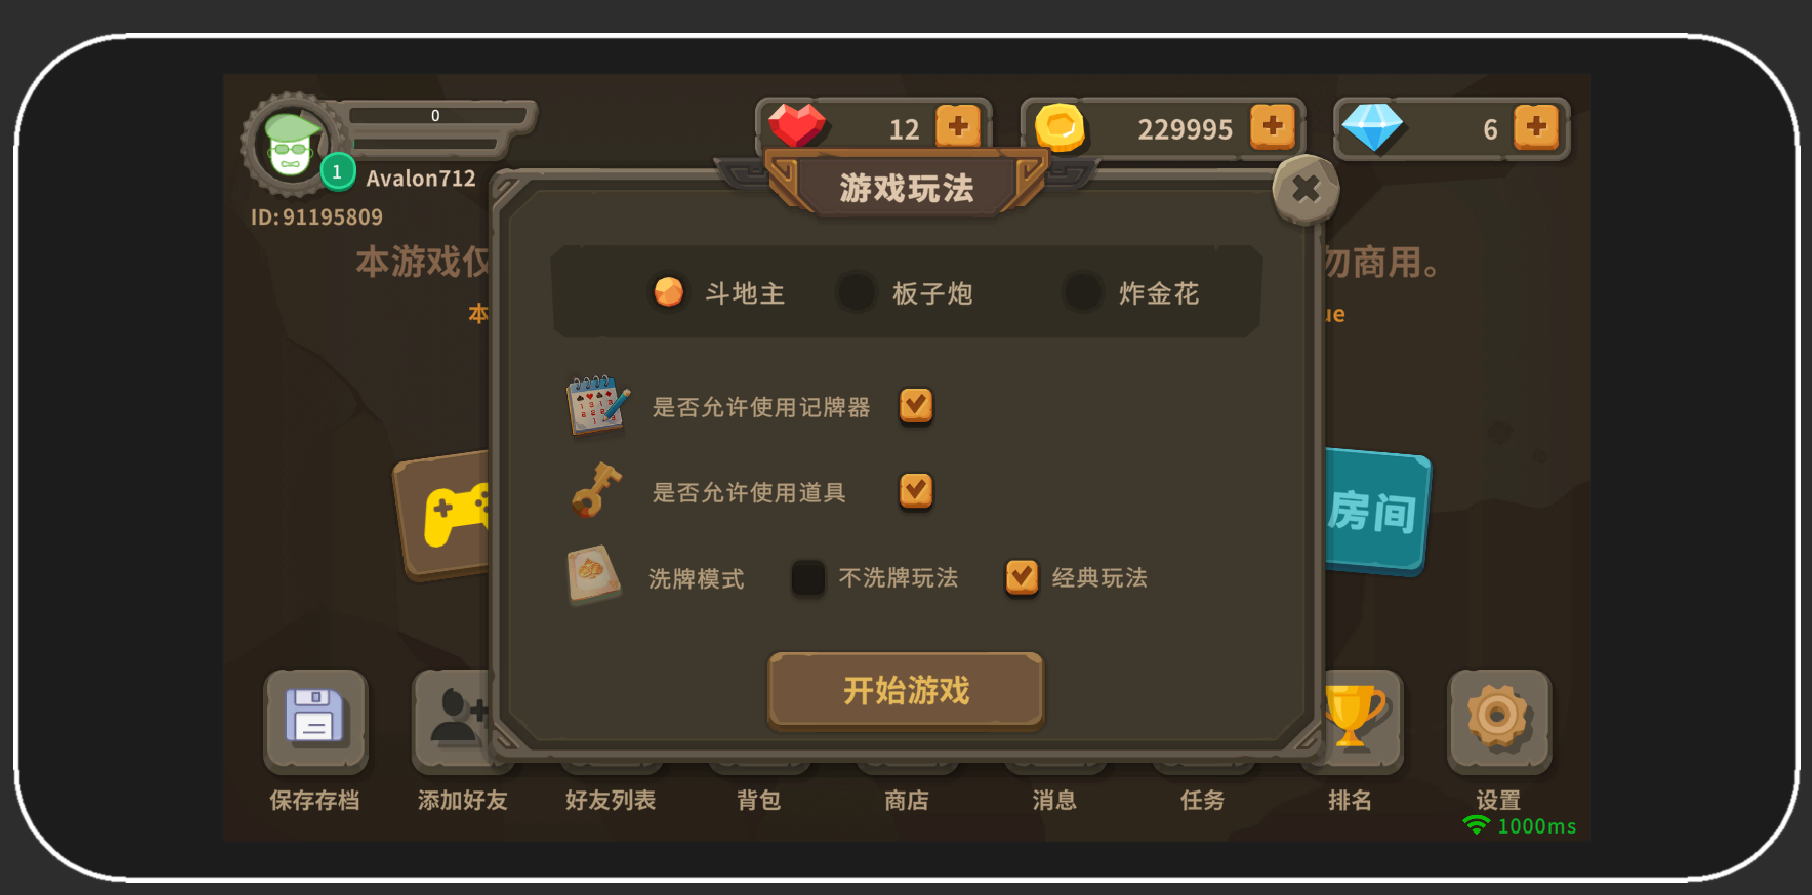 0
12
229995
6
1
Avalon712
游戏玩法
ID: 91195809
本游戏仅
勿商用。
斗地主
板子炮
炸金花
本
ue
是否允许使用记牌器
是否允许使用道具
房间
洗牌模式
不洗牌玩法
经典玩法
开始游戏
保存存档
添加好友
好友列表
背包
商店
消息
任务
排名
设置
1000ms